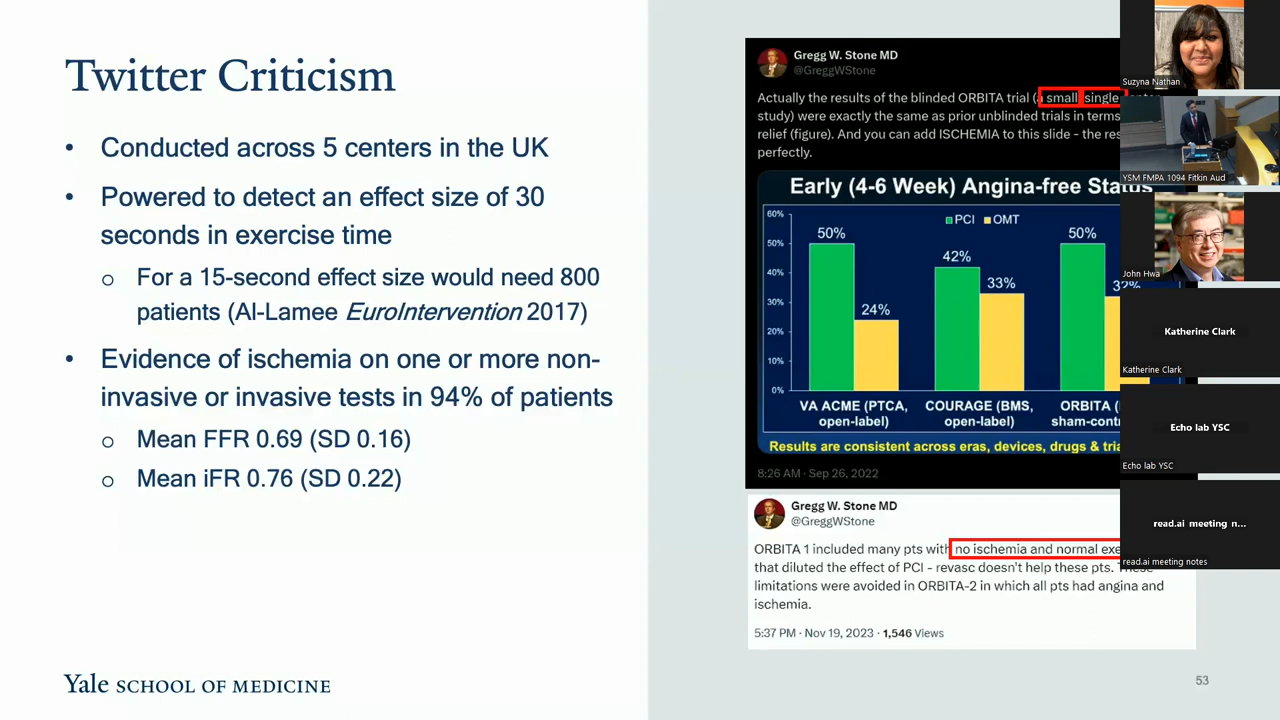 Twitter Criticism
• Conducted across 5 centers in the UK
• Powered to detect an effect size of 30
seconds in exercise time
o For a 15-second effect size would need 800
patients (Al-Lamee EuroIntervention 2017)
• Evidence of ischemia on one or more non-
invasive or invasive tests in 94% of patients
o Mean FFR 0.69 (SD 0.16)
o Mean iFR 0.76 (SD 0.22)
Yale SCHOOL OF MEDICINE
Gregg W. Stone MD
@GreggWStone
Actually the results of the blinded ORBITA trial (a small, single
study) were exactly the same as prior unblinded trials in terms
relief (figure). And you can add ISCHEMIA to this slide - the
perfectly.
Early (4-6 Week) Angina-free Status
PCI OMT
60%
50%
40%
30%
20%
10%
0%
50%
24%
42%
33%
50%
32%
VA ACME (PTCA,
open-label)
COURAGE (BMS,
open-label)
ORBITA
Results are consistent across eras, devices, drugs &
8:26 AM · Sep 26, 2022
Gregg W. Stone MD
@GreggWStone
ORBITA 1 included many pts with no ischemia and normal
that diluted the effect of PCI - revasc doesn't help these pts. These
limitations were avoided in ORBITA-2 in which all pts had angina and
ischemia.
5:37 PM · Nov 19, 2023 · 1,546 Views
53
Suzyna Nathan
YSM FMPA 1094 Fitkin Aud
John Hwa
Katherine Clark
Katherine Clark
Echo lab YSC
Echo lab YSC
read.ai meeting n...
read.ai meeting notes